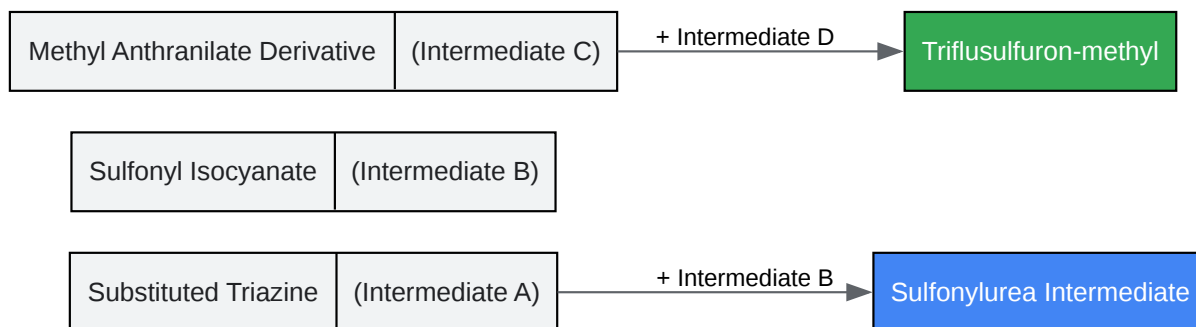 Methyl Anthranilate Derivative (Intermediate C) + Intermediate D Triflusulfuron-methyl
Sulfonyl Isocyanate (Intermediate B)
Substituted Triazine (Intermediate A) + Intermediate B Sulfonylurea Intermediate